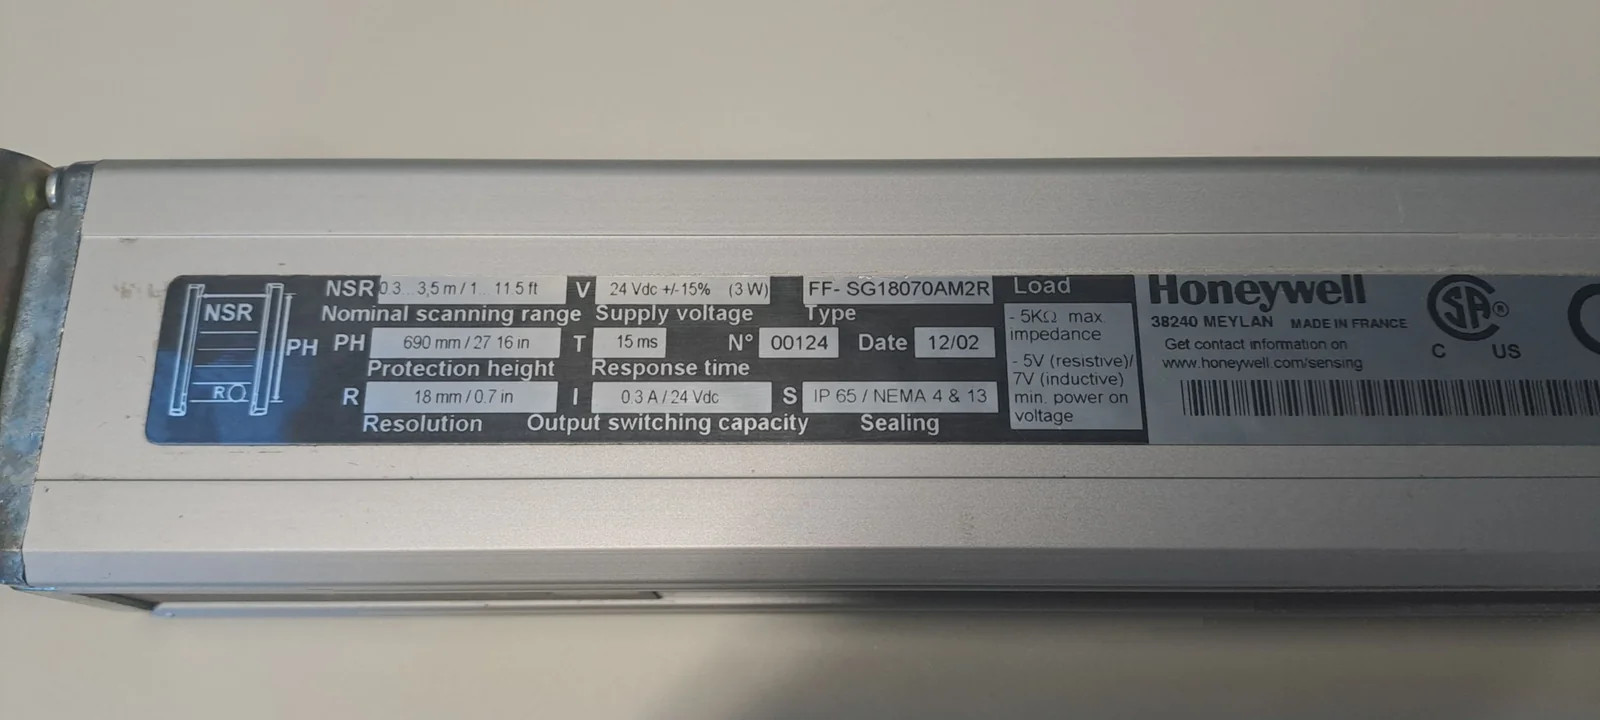 NSR
PH
R
NSR 0.3...3,5 m / 1... 11.5 ft
Nominal scanning range
V 24 Vdc +/-15% (3 W)
Supply voltage
FF- SG18070AM2R
Type
PH 690 mm / 27 16 in
Protection height
T 15 ms
Response time
N° 00124
Date 12/02
R 18 mm / 0.7 in
Resolution
I 0.3 A / 24 Vdc
Output switching capacity
S IP 65 / NEMA 4 & 13
Sealing
Load
- 5KΩ max.
impedance
- 5V (resistive)/
7V (inductive)
min. power on
voltage
Honeywell
38240 MEYLAN MADE IN FRANCE
Get contact information on
www.honeywell.com/sensing
SA ®
C US